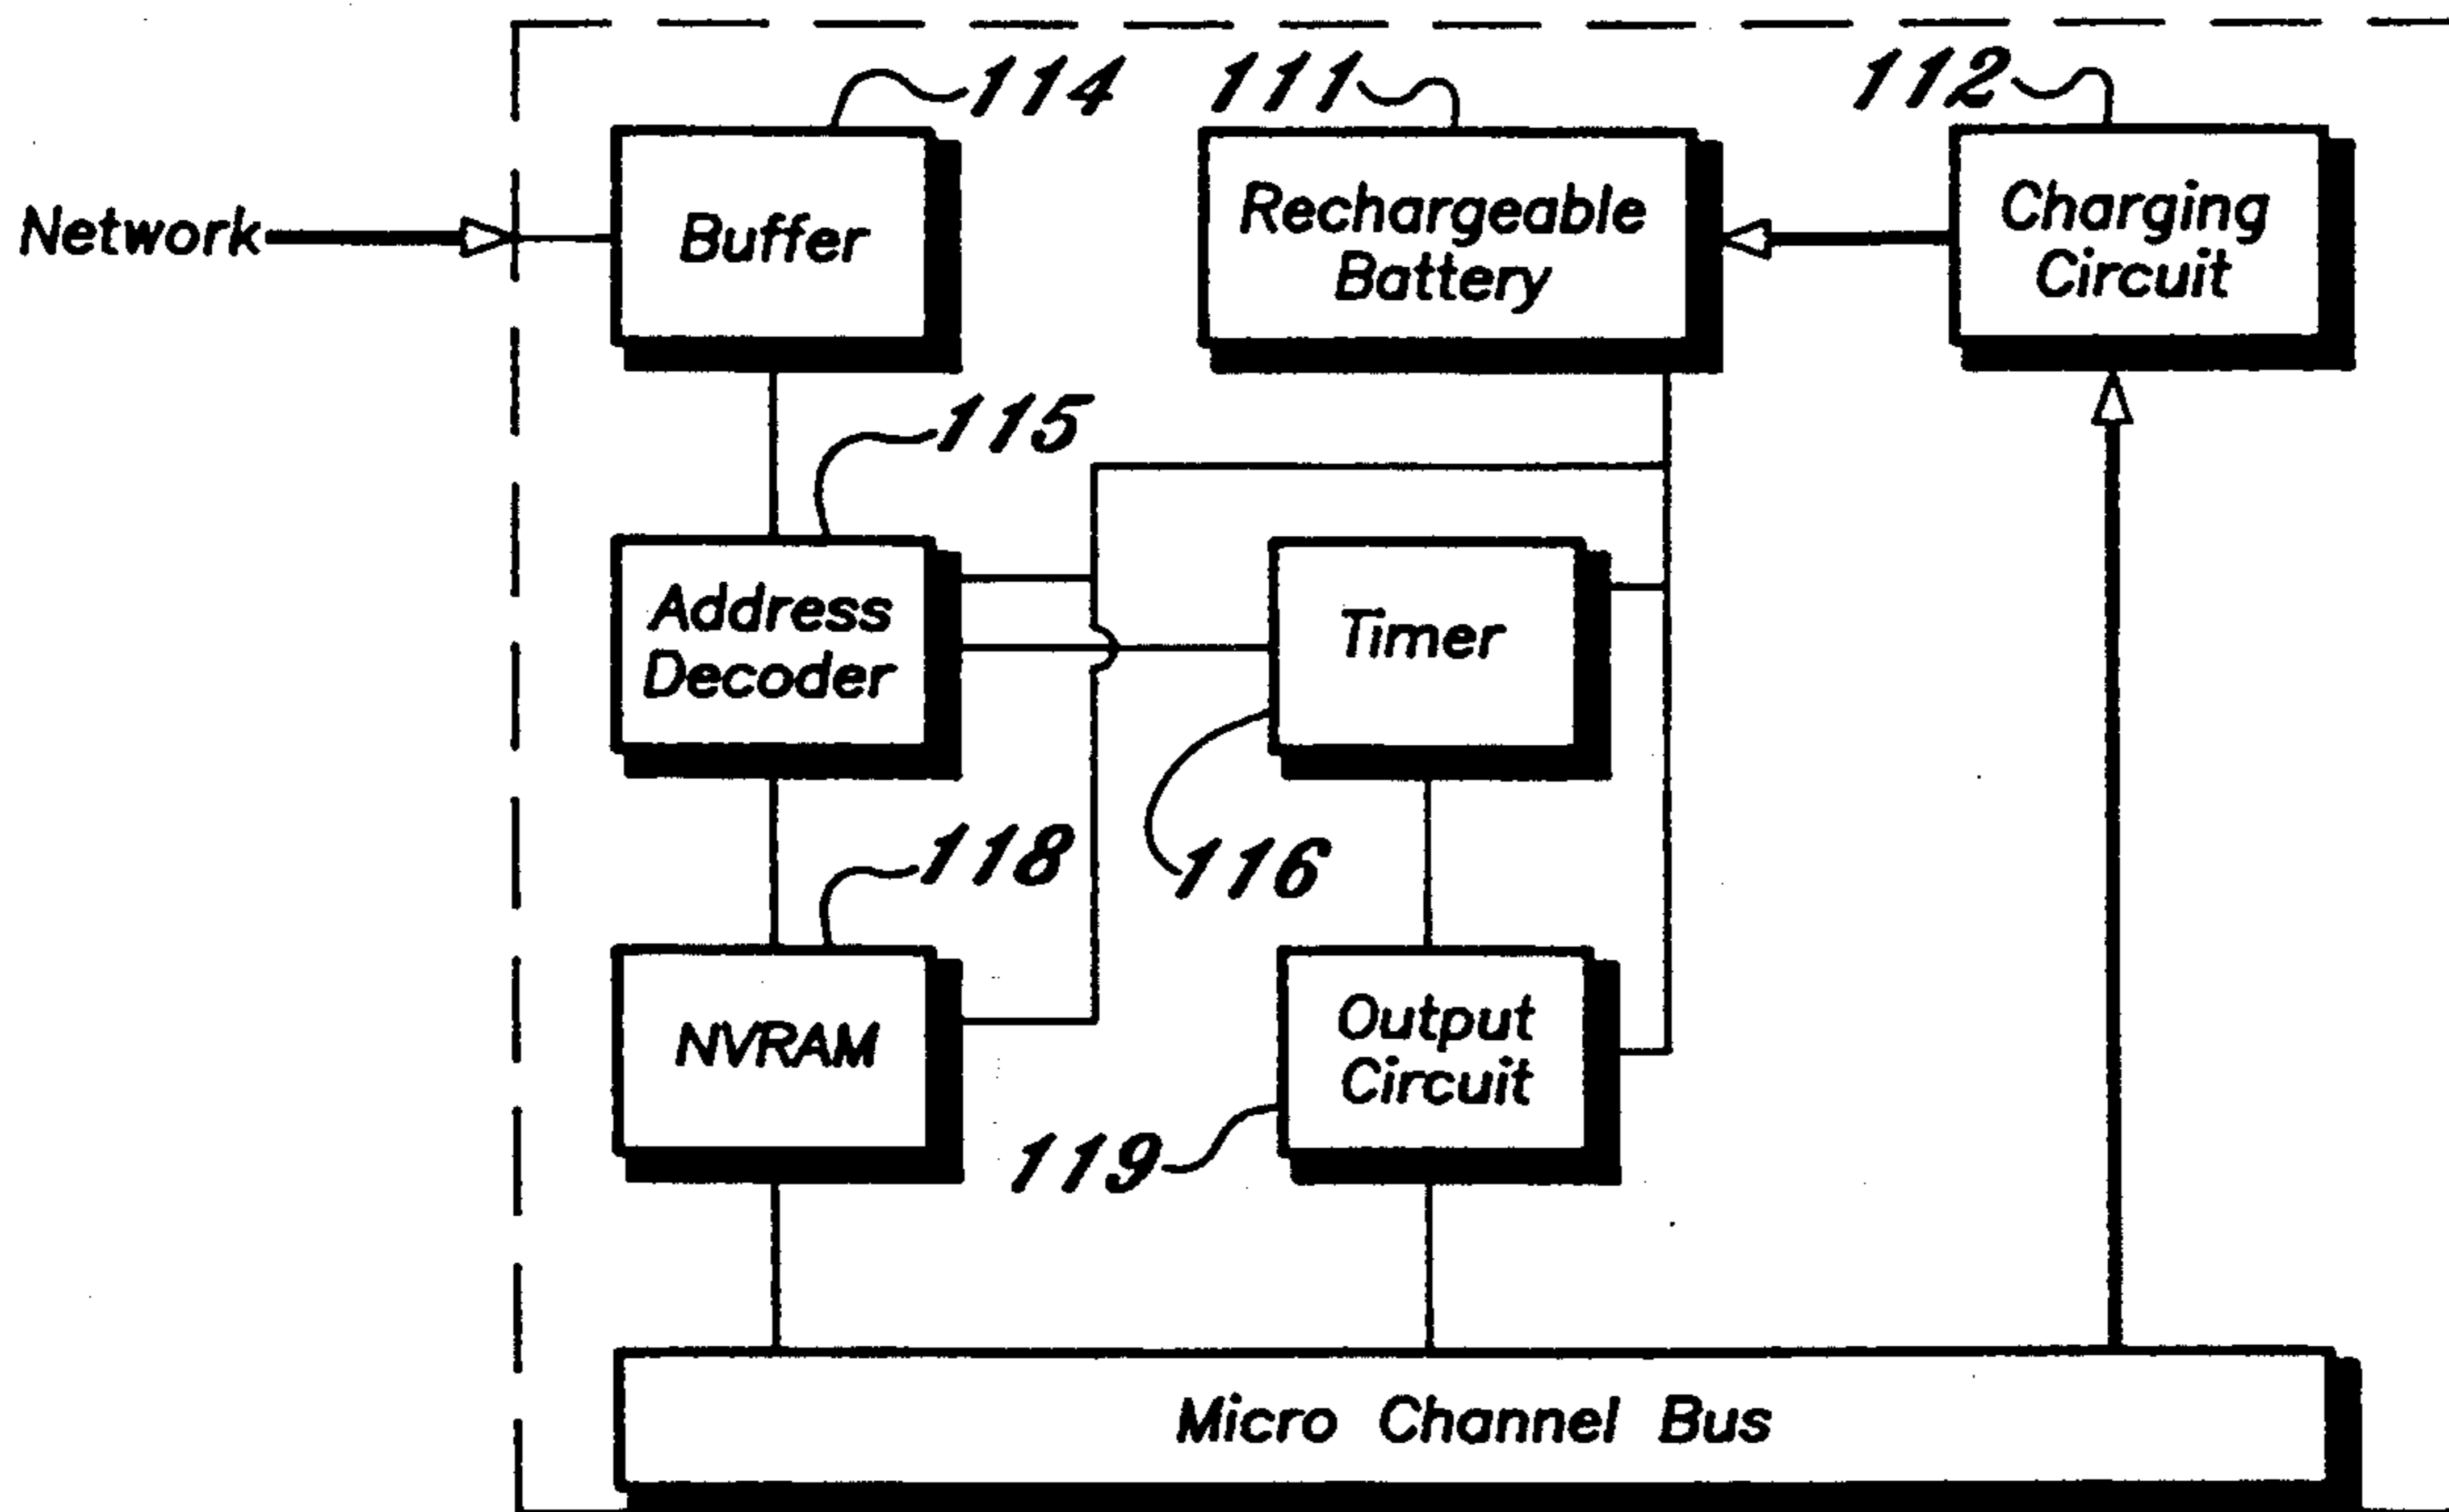 114
111
112
Network
Buffer
Rechargeable
Battery
Charging
Circuit
115
Address
Decoder
Timer
118
116
NVRAM
Output
Circuit
119
Micro Channel Bus